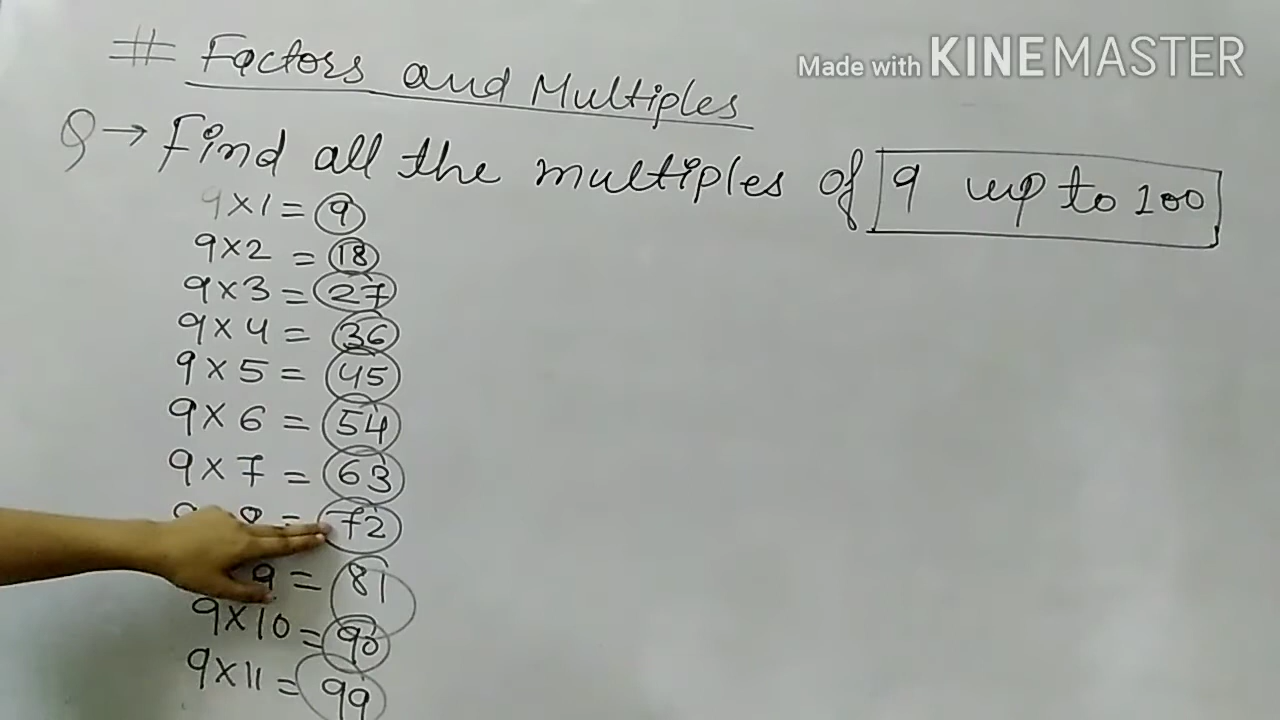 Made with KINEMASTER
# Factors and Multiples
Q → Find all the multiples of 9 up to 100
9×1 = 9
9×2 = 18
9×3 = 27
9×4 = 36
9×5 = 45
9×6 = 54
9×7 = 63
= 72
9 = 81
9×10 = 90
9×11 = 99